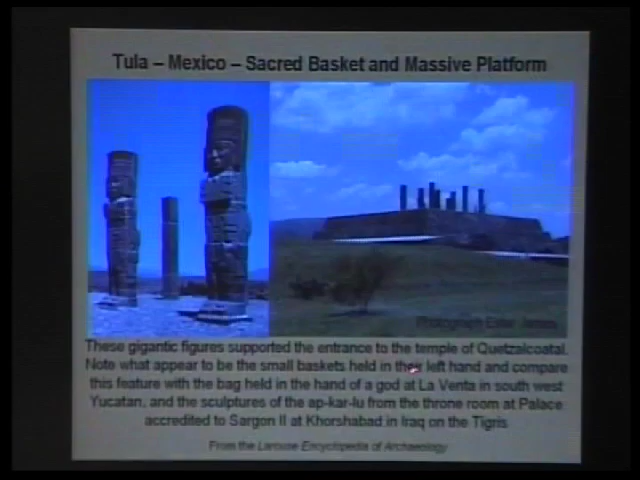 Tula – Mexico – Sacred Basket and Massive Platform
Photograph
These gigantic figures supported the entrance to the temple of Quetzalcoatal.
Note what appear to be the small baskets held in their left hand and compare
this feature with the bag held in the hand of a god at La Venta in south west
Yucatan, and the sculptures of the ap-kar-lu from the throne room at Palace
accredited to Sargon II at Khorshabad in Iraq on the Tigris
From the Larousse Encyclopedia of Archaeology